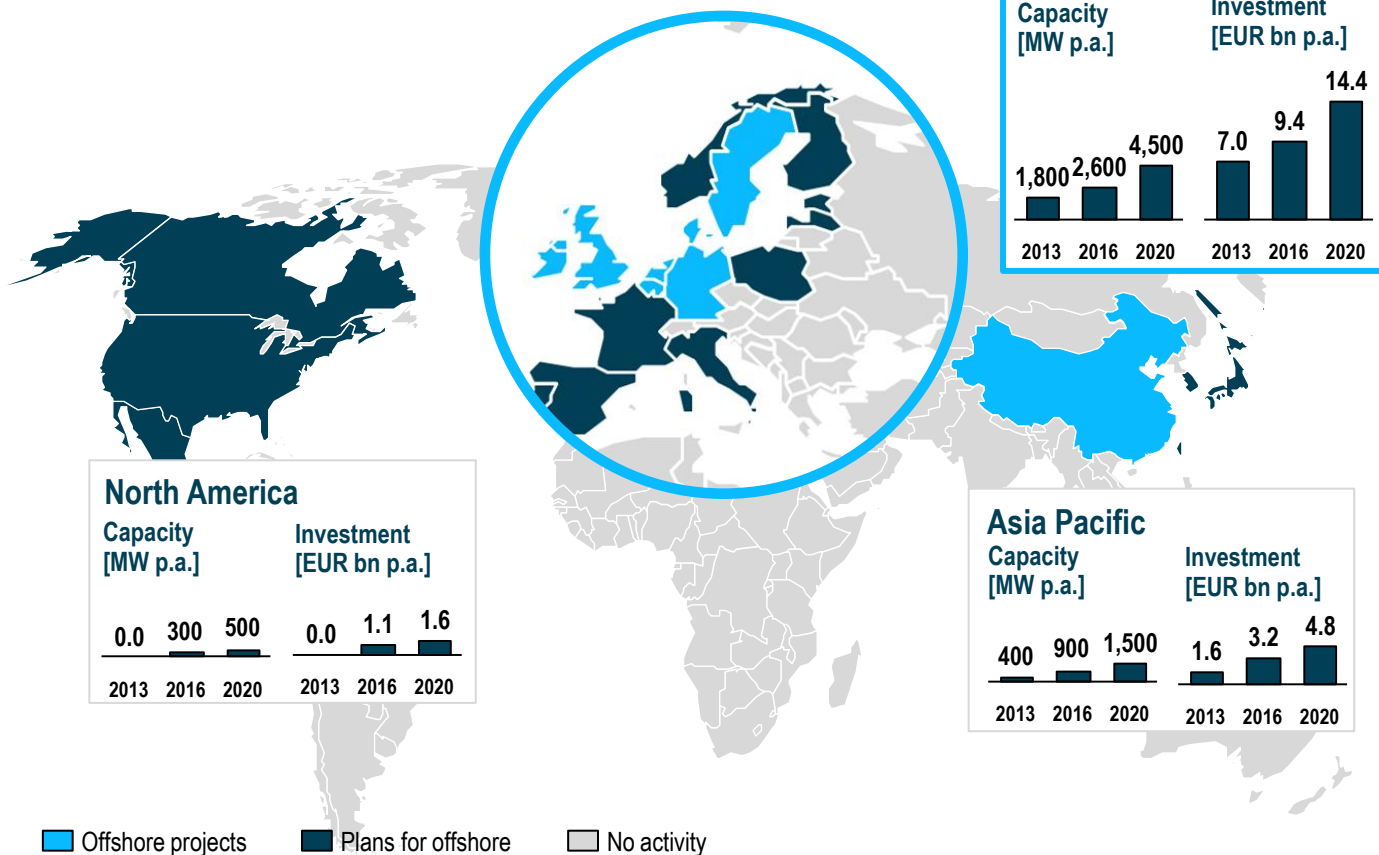 Capacity
[MW p.a.]
Investment
[EUR bn p.a.]
1,800 2,600 4,500
7.0 9.4 14.4
2013 2016 2020
2013 2016 2020
North America
Capacity
[MW p.a.]
Investment
[EUR bn p.a.]
0.0 300 500
0.0 1.1 1.6
2013 2016 2020
2013 2016 2020
Asia Pacific
Capacity
[MW p.a.]
Investment
[EUR bn p.a.]
400 900 1,500
1.6 3.2 4.8
2013 2016 2020
2013 2016 2020
Offshore projects
Plans for offshore
No activity